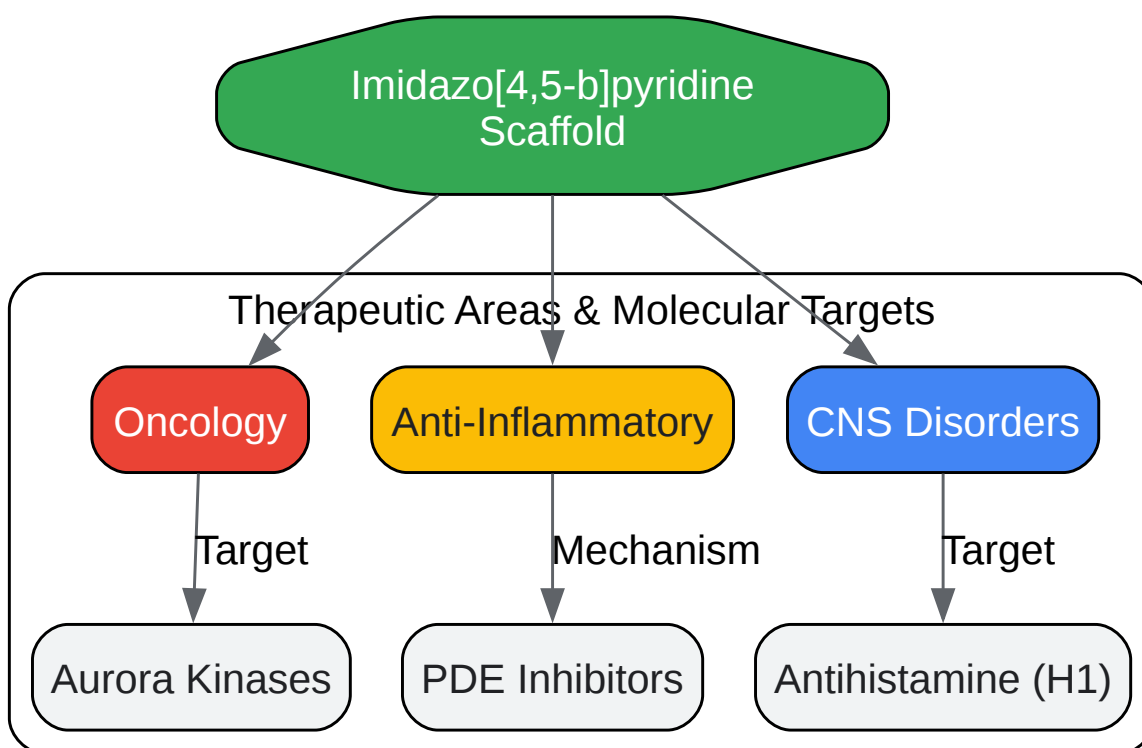 Imidazo[4,5-b]pyridine
Scaffold
Therapeutic Areas & Molecular Targets
Oncology
Anti-Inflammatory
CNS Disorders
Target
Mechanism
Target
Aurora Kinases
PDE Inhibitors
Antihistamine (H1)